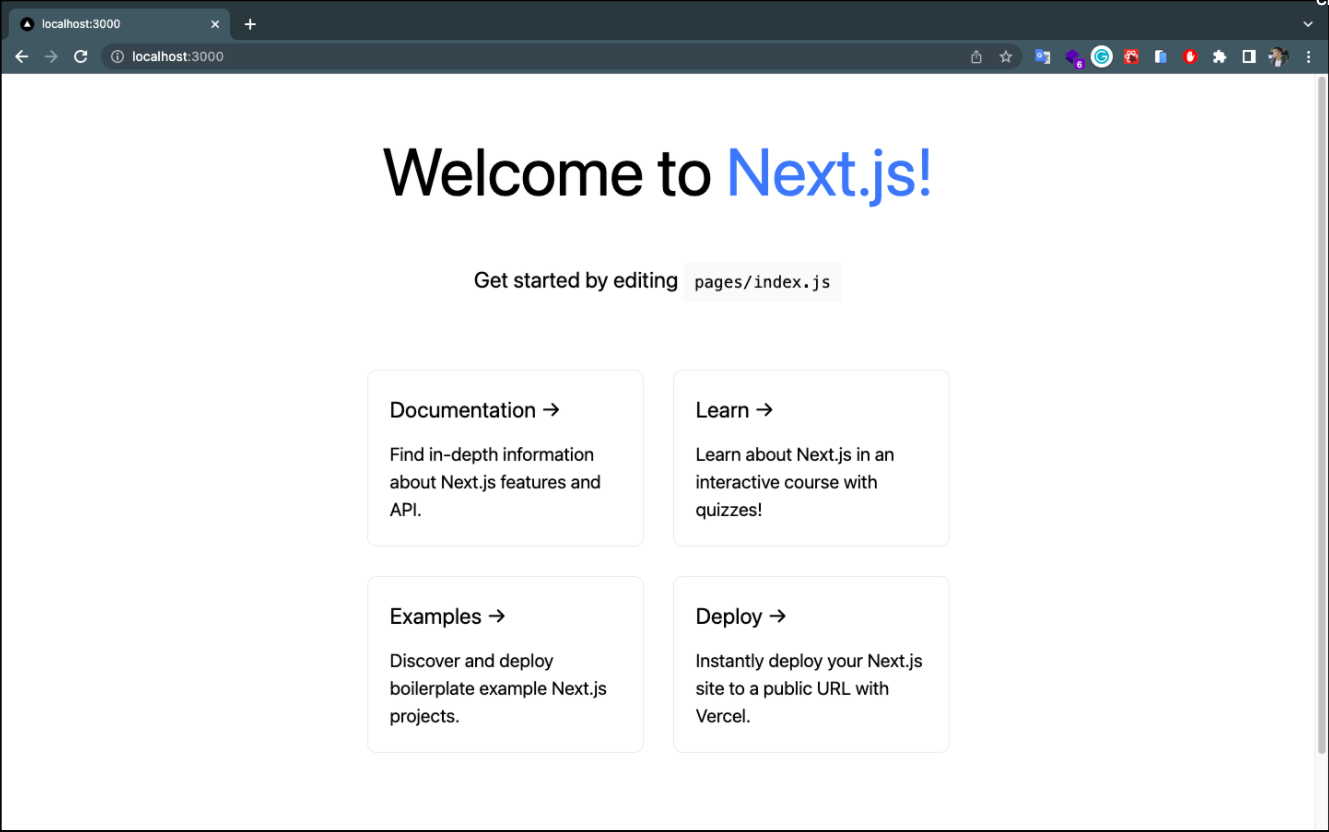 localhost:3000
localhost:3000
6
Welcome to Next.js!
Get started by editing pages/index.js
Documentation →
Find in-depth information
about Next.js features and
API.
Learn →
Learn about Next.js in an
interactive course with
quizzes!
Examples →
Discover and deploy
boilerplate example Next.js
projects.
Deploy →
Instantly deploy your Next.js
site to a public URL with
Vercel.